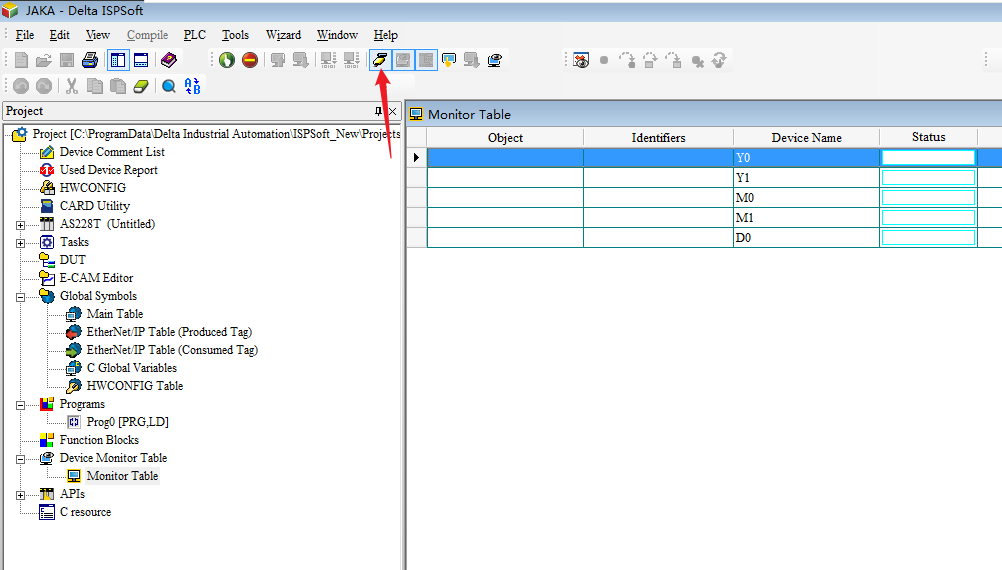 JAKA - Delta ISPSoft
File Edit View Compile PLC Tools Wizard Window Help
A B
Project
Project [C:\ProgramData\Delta Industrial Automation\ISPSoft_New\Projects
Device Comment List
Used Device Report
HWCONFIG
CARD Utility
AS228T (Untitled)
Tasks
DUT
E-CAM Editor
Global Symbols
Main Table
EtherNet/IP Table (Produced Tag)
EtherNet/IP Table (Consumed Tag)
C Global Variables
HWCONFIG Table
Programs
Prog0 [PRG,LD]
Function Blocks
Device Monitor Table
Monitor Table
APIs
C resource
Monitor Table
Object Identifiers Device Name Status
Y0
Y1
M0
M1
D0